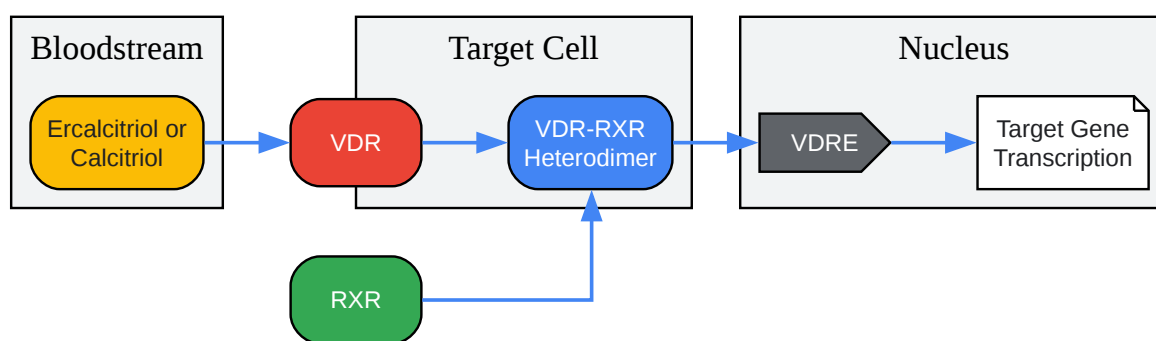 Bloodstream
Target Cell
Nucleus
Ercalcitriol or
Calcitriol
VDR
VDR-RXR
Heterodimer
VDRE
Target Gene
Transcription
RXR